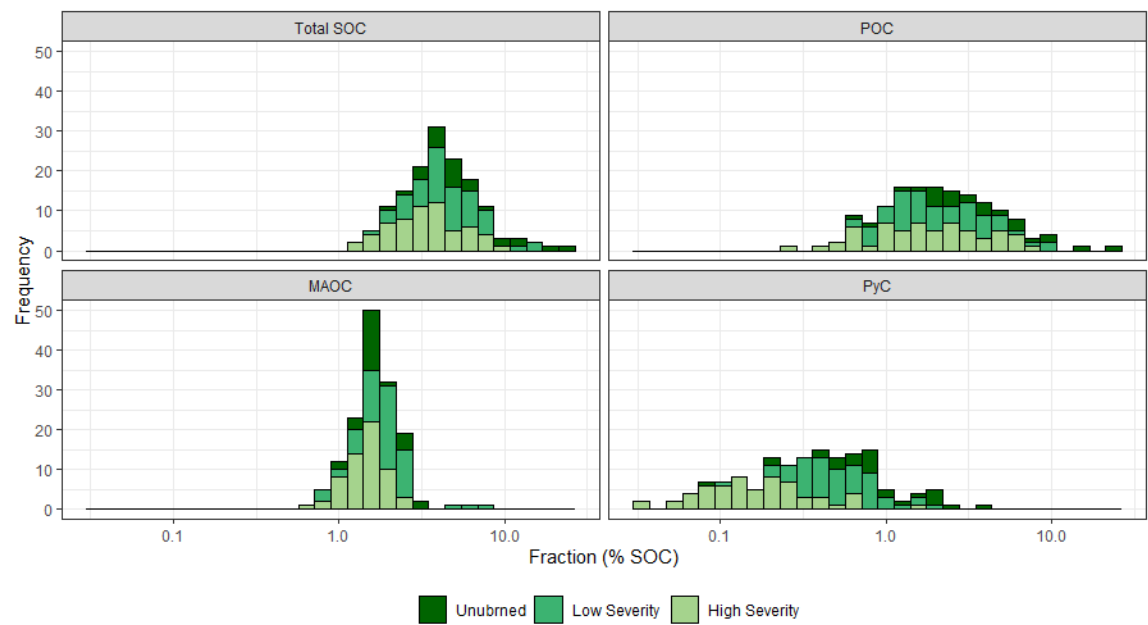 Total SOC
POC
50
40
30
20
10
0
MAOC
PyC
50
40
30
20
10
0
Frequency
0.1 1.0 10.0 0.1 1.0 10.0
Fraction (% SOC)
Unubrned Low Severity High Severity